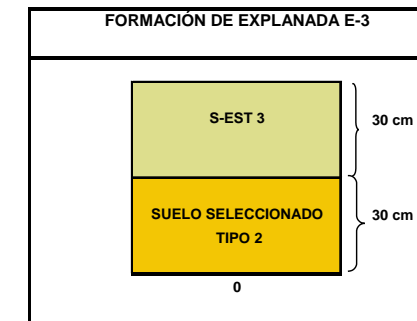 FORMACIÓN DE EXPLANADA E-3
S-EST 3
30 cm
SUELO SELECCIONADO
TIPO 2
30 cm
0